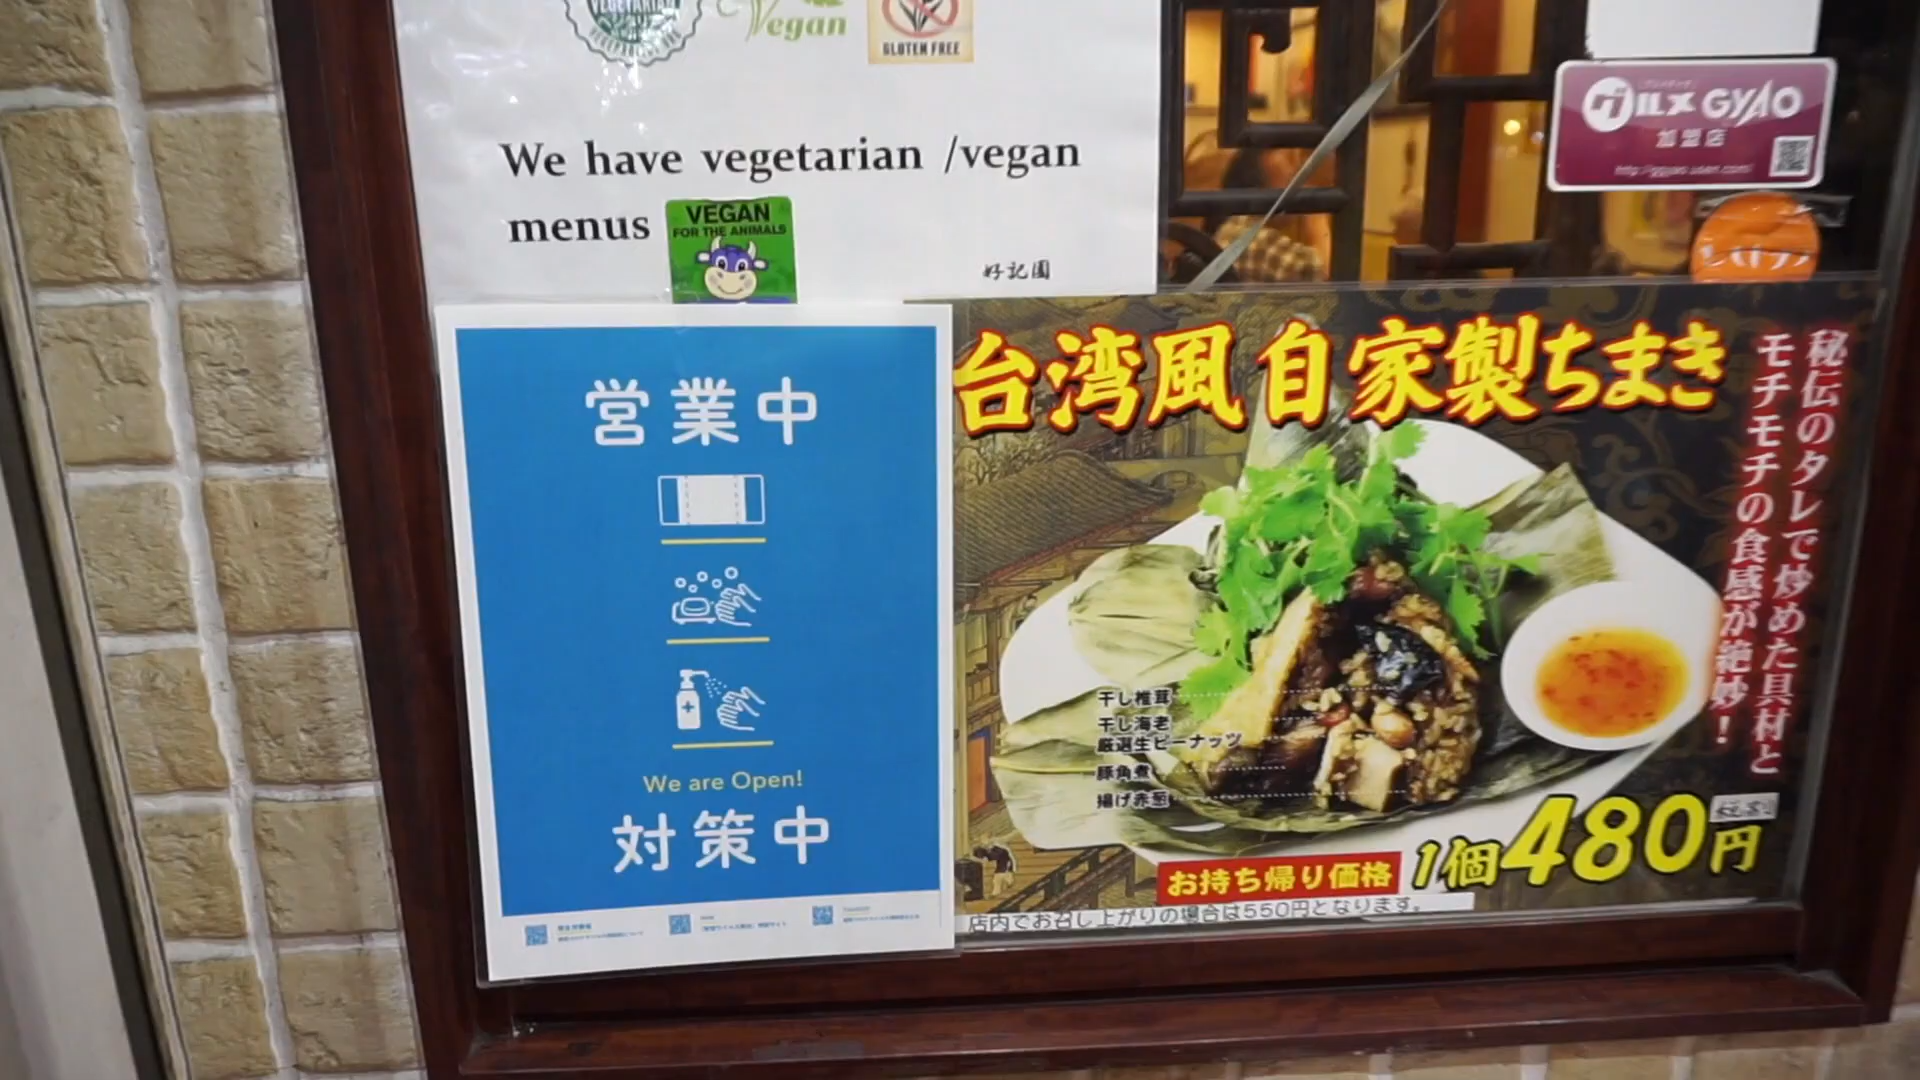 VEGETARIAN
Vegan
GLUTEN FREE
We have vegetarian /vegan
menus
VEGAN
FOR THE ANIMALS
好記園
グルメGYAO
加盟店
営業中
We are Open!
対策中
台湾風自家製ちまき
秘伝のタレで炒めた具材と
モチモチの食感が絶妙！
干し椎茸
干し海老
厳選生ピーナッツ
豚角煮
揚げ赤葱
お持ち帰り価格
1個480円
店内でお召し上がりの場合は550円となります。